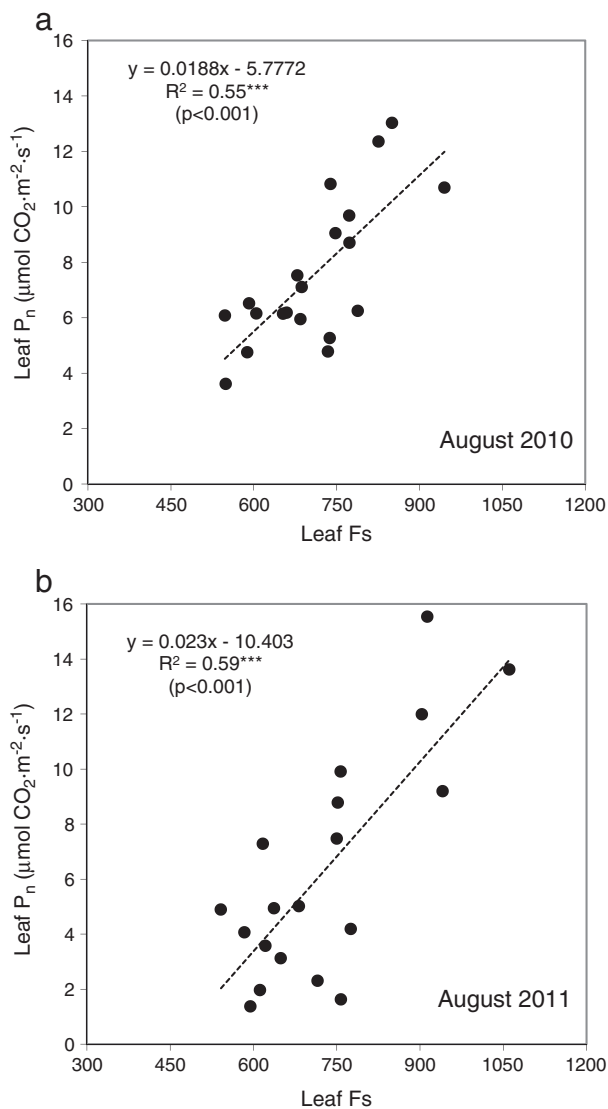 a
y = 0.0188x - 5.7772
R² = 0.55***
(p<0.001)
16
14
12
10
8
6
4
2
0
Leaf Pₙ (μmol CO₂·m⁻²·s⁻¹)
August 2010
300 450 600 750 900 1050 1200
Leaf Fs
b
y = 0.023x - 10.403
R² = 0.59***
(p<0.001)
16
14
12
10
8
6
4
2
0
Leaf Pₙ (μmol CO₂·m⁻²·s⁻¹)
August 2011
300 450 600 750 900 1050 1200
Leaf Fs